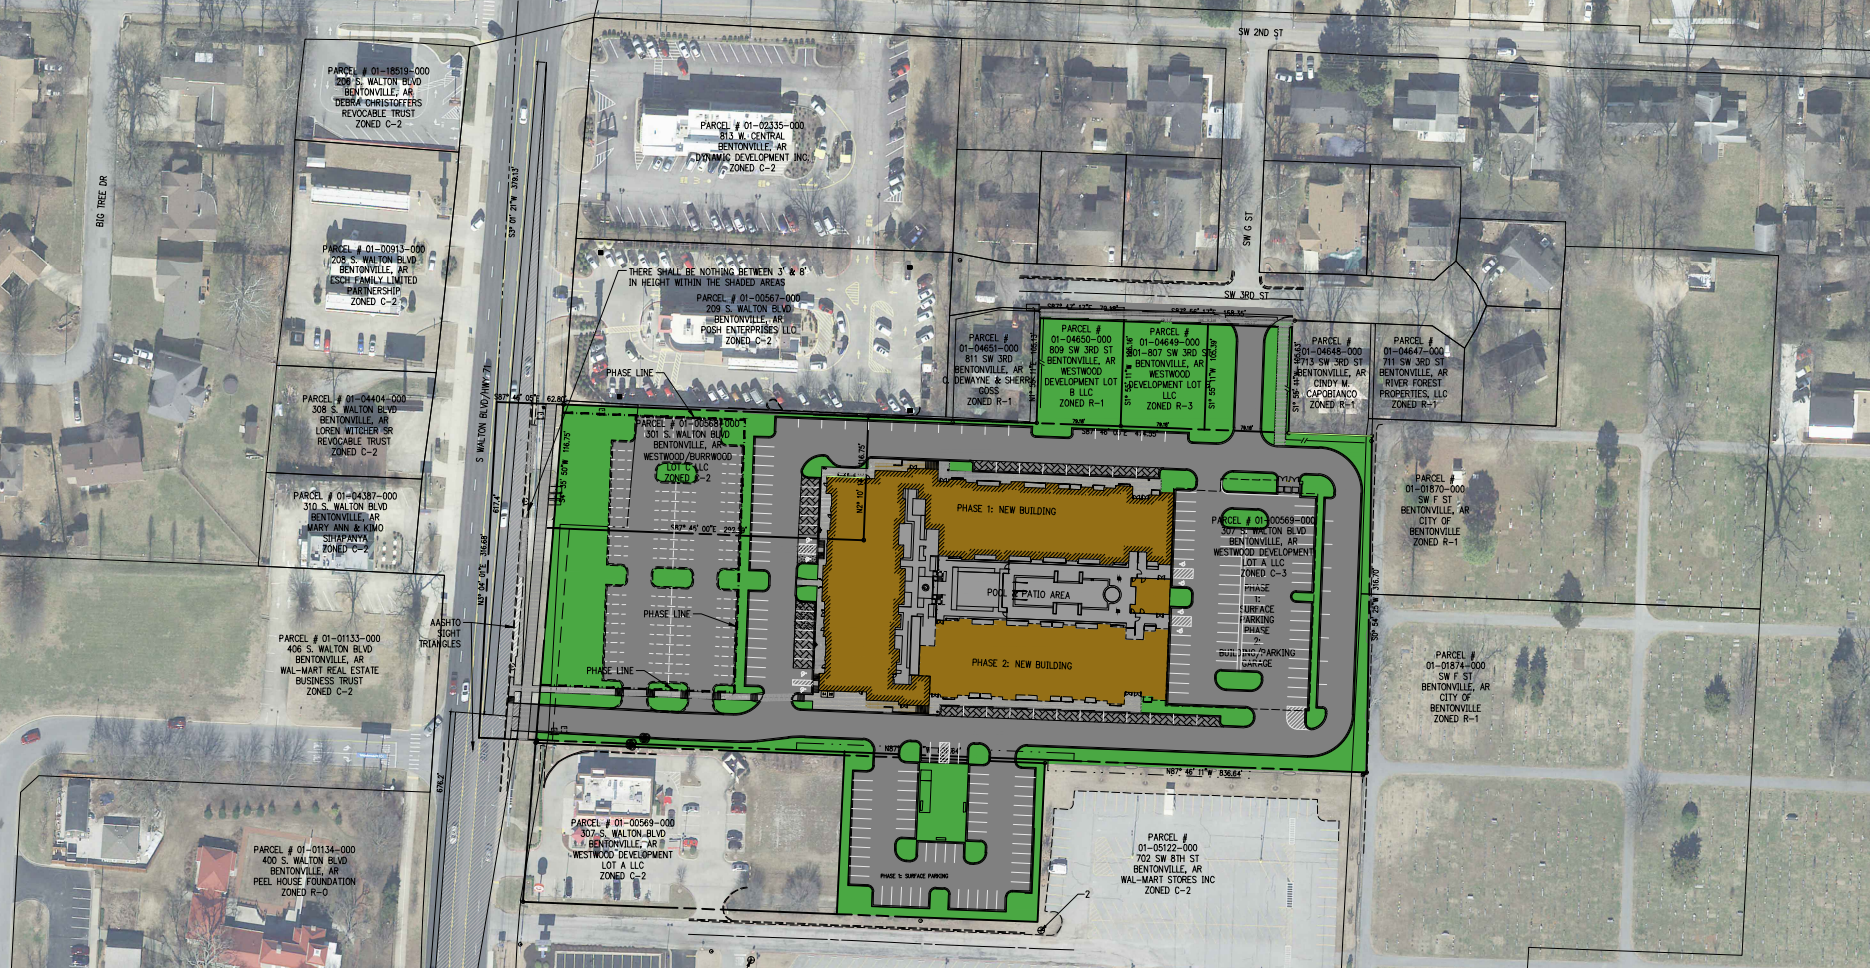 SW 2ND ST
PARCEL # 01-18519-000
206 S. WALTON BLVD
BENTONVILLE, AR
DEBRA CHRISTOFFERS
REVOCABLE TRUST
ZONED C-2
PARCEL # 01-02335-000
813 W. CENTRAL
BENTONVILLE, AR
DYNAMIC DEVELOPMENT INC.
ZONED C-2
BIG TREE DR
S3° 01' 21"W 379.13'
SW G ST
PARCEL # 01-00913-000
208 S. WALTON BLVD
BENTONVILLE, AR
ESCH FAMILY LIMITED
PARTNERSHIP
ZONED C-2
THERE SHALL BE NOTHING BETWEEN 3' & 8'
IN HEIGHT WITHIN THE SHADED AREAS
PARCEL # 01-00567-000
209 S. WALTON BLVD
BENTONVILLE, AR
POSH ENTERPRISES LLC
ZONED C-2
SW 3RD ST
PARCEL #
01-04651-000
811 SW 3RD
BENTONVILLE, AR
C. DEWAYNE & SHERRI
GOSS
ZONED R-1
PARCEL #
01-04650-000
809 SW 3RD ST
BENTONVILLE, AR
WESTWOOD
DEVELOPMENT LOT
B LLC
ZONED R-1
PARCEL #
01-04649-000
801-807 SW 3RD ST
BENTONVILLE, AR
WESTWOOD
DEVELOPMENT LOT
LLC
ZONED R-3
PARCEL #
01-04648-000
713 SW 3RD ST
BENTONVILLE, AR
CINDY M.
CAPOBIANCO
ZONED R-1
PARCEL #
01-04647-000
711 SW 3RD ST
BENTONVILLE, AR
RIVER FOREST
PROPERTIES, LLC
ZONED R-1
PHASE LINE
S WALTON BLVD/HWY 71
S87° 46' 05"E 62.80'
PARCEL # 01-04404-000
308 S. WALTON BLVD
BENTONVILLE, AR
LOREN WITCHER SR
REVOCABLE TRUST
ZONED C-2
PARCEL # 01-00568-000
301 S. WALTON BLVD
BENTONVILLE, AR
WESTWOOD/BURRWOOD
LOT C LLC
ZONED C-2
PARCEL # 01-04387-000
310 S. WALTON BLVD
BENTONVILLE, AR
MARY ANN & KIMO
SIHAPANYA
ZONED C-2
617.4'
PHASE 1: NEW BUILDING
PARCEL # 01-00569-000
307 S. WALTON BLVD
BENTONVILLE, AR
WESTWOOD DEVELOPMENT
LOT A LLC
ZONED C-3
PHASE
1:
SURFACE
PARKING
PHASE
2:
BUILDING/PARKING
GARAGE
PARCEL #
01-01870-000
SW F ST
BENTONVILLE, AR
CITY OF
BENTONVILLE
ZONED R-1
N3° 04' 01"E 316.68'
POOL & PATIO AREA
PHASE LINE
AASHTO
SIGHT
TRIANGLES
PARCEL # 01-01133-000
406 S. WALTON BLVD
BENTONVILLE, AR
WAL-MART REAL ESTATE
BUSINESS TRUST
ZONED C-2
PHASE LINE
PHASE 2: NEW BUILDING
PARCEL #
01-01874-000
SW F ST
BENTONVILLE, AR
CITY OF
BENTONVILLE
ZONED R-1
N87° 46' 11"W 836.64'
676.2'
PARCEL # 01-00569-000
307 S. WALTON BLVD
BENTONVILLE, AR
WESTWOOD DEVELOPMENT
LOT A LLC
ZONED C-2
PARCEL # 01-01134-000
400 S. WALTON BLVD
BENTONVILLE, AR
PEEL HOUSE FOUNDATION
ZONED R-O
PHASE 1: SURFACE PARKING
PARCEL #
01-05122-000
702 SW 8TH ST
BENTONVILLE, AR
WAL-MART STORES INC
ZONED C-2
2